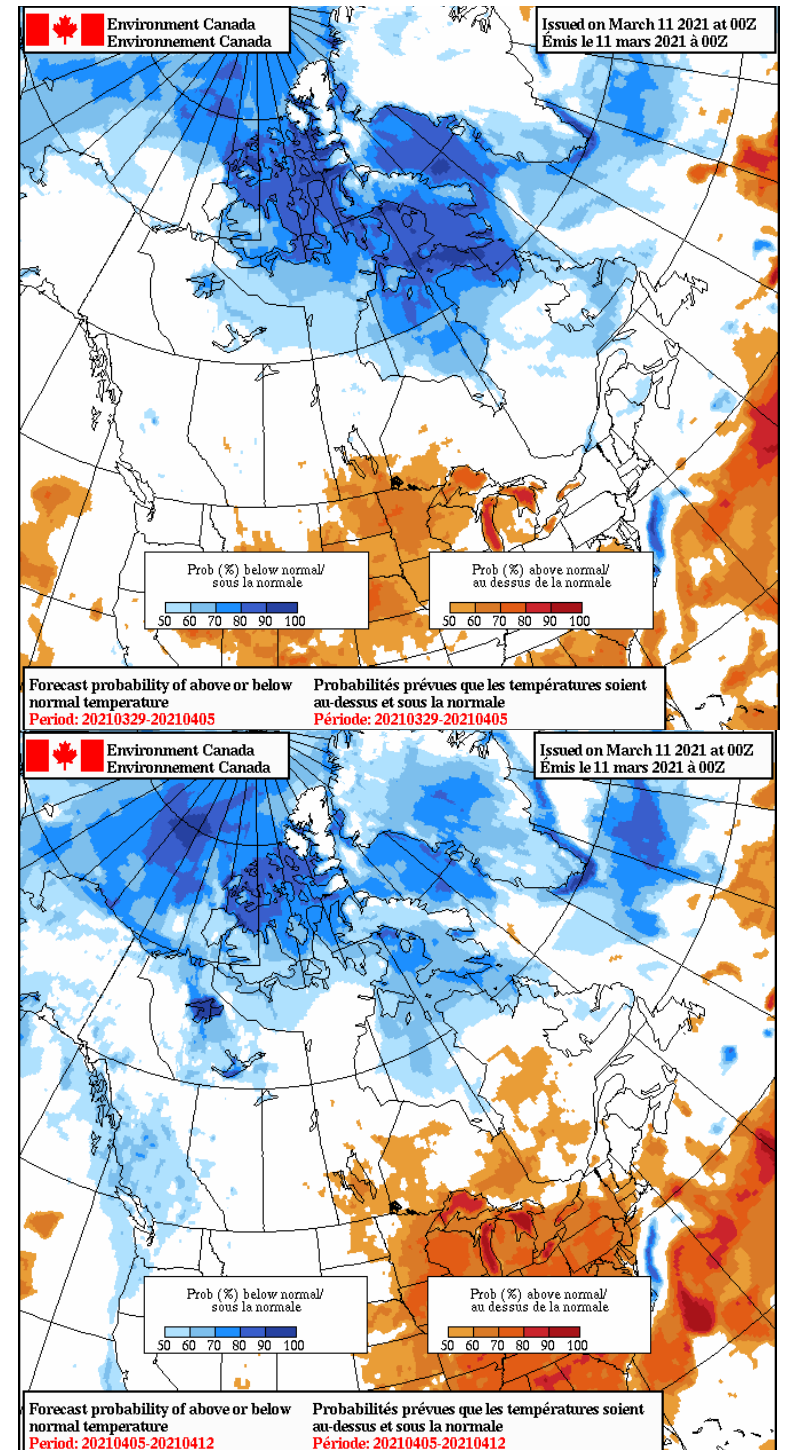 Environment Canada
Environnement Canada
Issued on March 11 2021 at 00Z
Émis le 11 mars 2021 à 00Z
Prob (%) below normal/
sous la normale
50 60 70 80 90 100
Prob (%) above normal/
au dessus de la normale
50 60 70 80 90 100
Forecast probability of above or below
normal temperature
Period: 20210329-20210405
Probabilités prévues que les températures soient
au-dessus et sous la normale
Période: 20210329-20210405
Environment Canada
Environnement Canada
Issued on March 11 2021 at 00Z
Émis le 11 mars 2021 à 00Z
Prob (%) below normal/
sous la normale
50 60 70 80 90 100
Prob (%) above normal/
au dessus de la normale
50 60 70 80 90 100
Forecast probability of above or below
normal temperature
Period: 20210405-20210412
Probabilités prévues que les températures soient
au-dessus et sous la normale
Période: 20210405-20210412